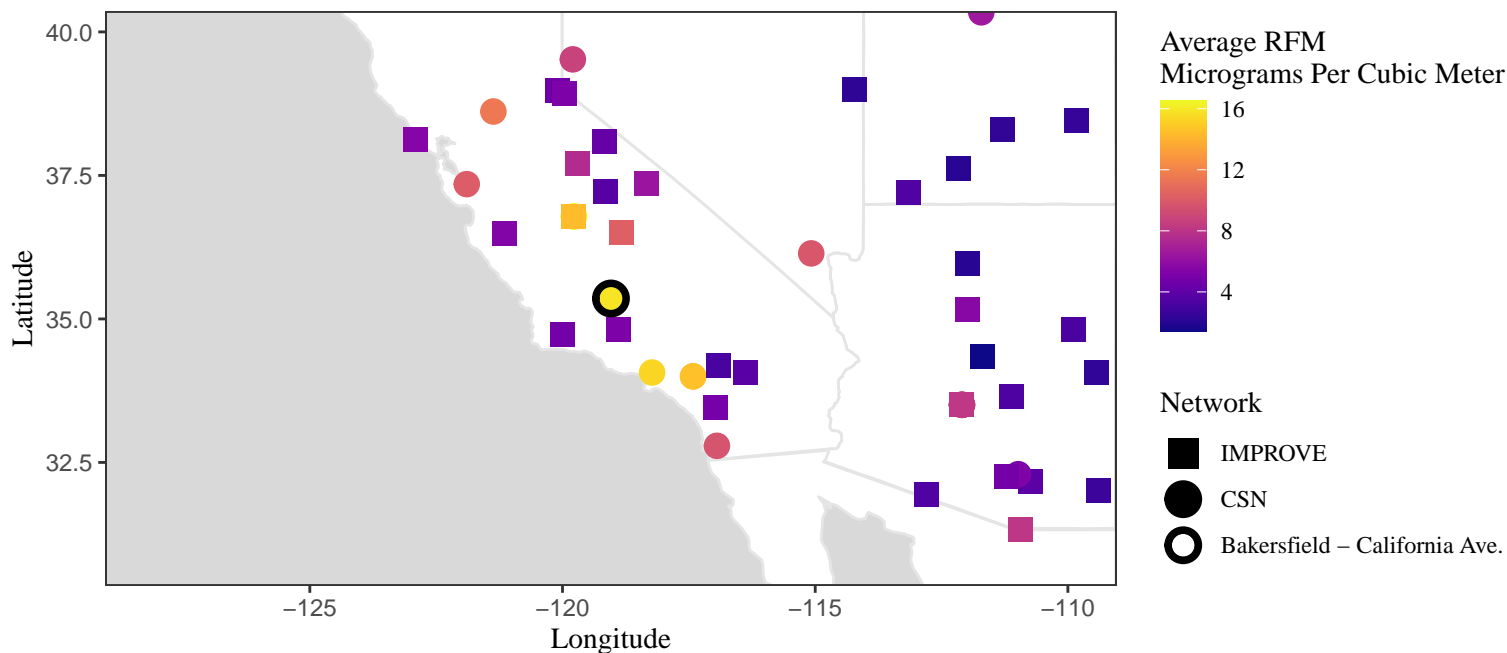 40.0
37.5
35.0
32.5
Latitude
−125
−120
−115
−110
Longitude
Average RFM
Micrograms Per Cubic Meter
16
12
8
4
Network
IMPROVE
CSN
Bakersfield − California Ave.